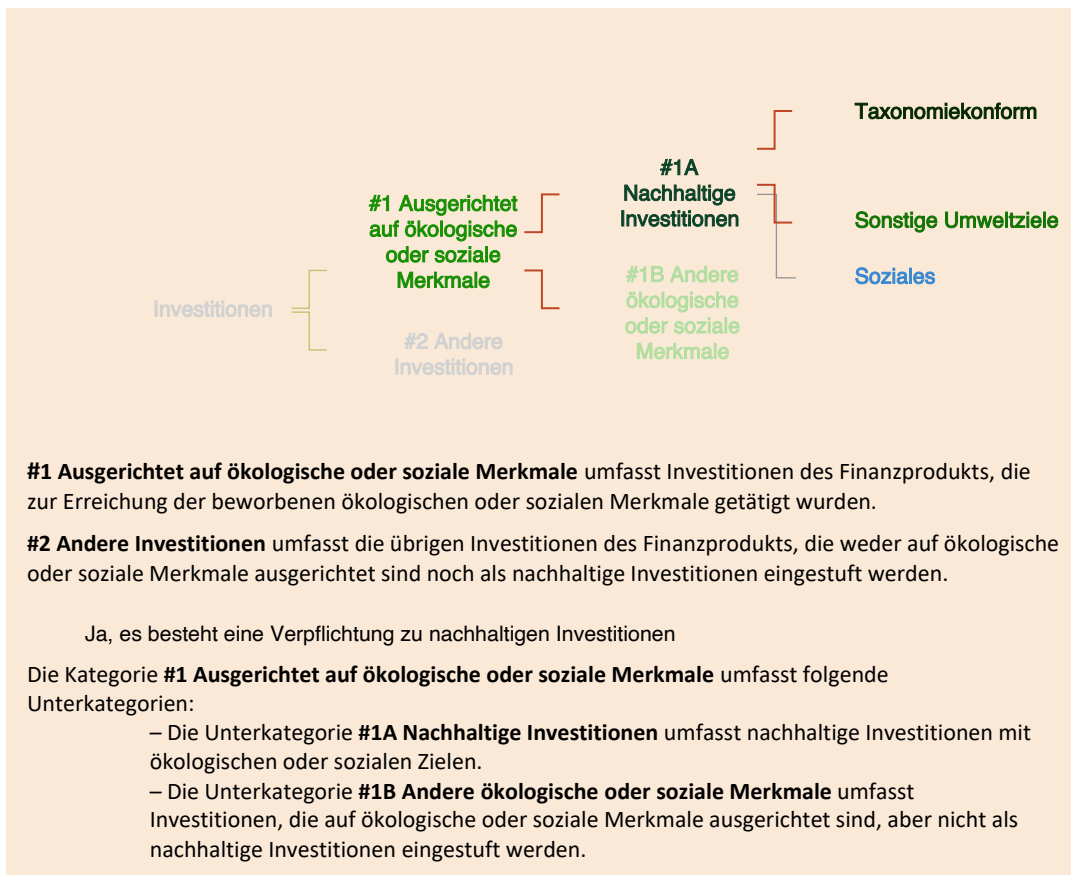 Taxonomiekonform
#1A
Nachhaltige
Investitionen
#1 Ausgerichtet
auf ökologische
oder soziale
Merkmale
Sonstige Umweltziele
#1B Andere
ökologische
oder soziale
Merkmale
Soziales
Investitionen
#2 Andere
Investitionen
#1 Ausgerichtet auf ökologische oder soziale Merkmale umfasst Investitionen des Finanzprodukts, die
zur Erreichung der beworbenen ökologischen oder sozialen Merkmale getätigt wurden.
#2 Andere Investitionen umfasst die übrigen Investitionen des Finanzprodukts, die weder auf ökologische
oder soziale Merkmale ausgerichtet sind noch als nachhaltige Investitionen eingestuft werden.
Ja, es besteht eine Verpflichtung zu nachhaltigen Investitionen
Die Kategorie #1 Ausgerichtet auf ökologische oder soziale Merkmale umfasst folgende
Unterkategorien:
– Die Unterkategorie #1A Nachhaltige Investitionen umfasst nachhaltige Investitionen mit
ökologischen oder sozialen Zielen.
– Die Unterkategorie #1B Andere ökologische oder soziale Merkmale umfasst
Investitionen, die auf ökologische oder soziale Merkmale ausgerichtet sind, aber nicht als
nachhaltige Investitionen eingestuft werden.